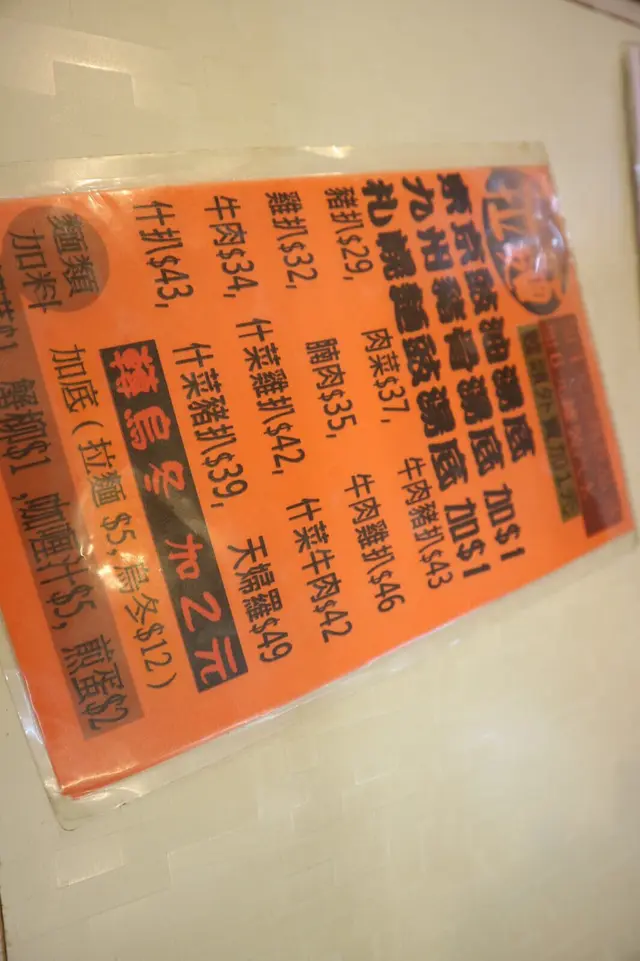 拉麵
東京豉油湯底
九州豬骨湯底 加$1
札幌麵豉湯底 加$1
豬扒$29, 肉菜$37, 牛肉豬扒$43
雞扒$32, 腩肉$35, 牛肉雞扒$46
牛肉$34, 什菜雞扒$42, 什菜牛肉$42
什扒$43, 什菜豬扒$39, 天婦羅$49
轉烏冬加2元
麵類
加料
加底(拉麵 $5,烏冬$12)
$1 蟹柳$1 ,咖喱汁$5, 煎蛋$2